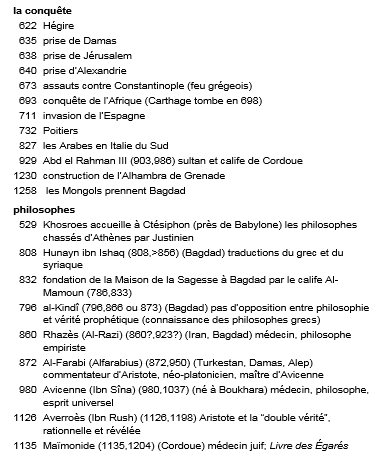 la conquête
622 Hégire
635 prise de Damas
638 prise de Jérusalem
640 prise d'Alexandrie
673 assauts contre Constantinople (feu grégeois)
693 conquête de l'Afrique (Carthage tombe en 698)
711 invasion de l'Espagne
732 Poitiers
827 les Arabes en Italie du Sud
929 Abd el Rahman III (903,986) sultan et calife de Cordoue
1230 construction de l'Alhambra de Grenade
1258 les Mongols prennent Bagdad
philosophes
529 Khosroes accueille à Ctésiphon (près de Babylone) les philosophes
chassés d'Athènes par Justinien
808 Hunayn ibn Ishaq (808,>856) (Bagdad) traductions du grec et du
syriaque
832 fondation de la Maison de la Sagesse à Bagdad par le calife Al-
Mamoun (786,833)
796 al-Kindî (796,866 ou 873) (Bagdad) pas d'opposition entre philosophie
et vérité prophétique (connaissance des philosophes grecs)
860 Rhazès (Al-Razi) (860?,923?) (Iran, Bagdad) médecin, philosophe
empiriste
872 Al-Farabi (Alfarabius) (872,950) (Turkestan, Damas, Alep)
commentateur d'Aristote, néo-platonicien, maître d'Avicenne
980 Avicenne (Ibn Sîna) (980,1037) (né à Boukhara) médecin, philosophe,
esprit universel
1126 Averroès (Ibn Rush) (1126,1198) Aristote et la "double vérité",
rationnelle et révélée
1135 Maïmonide (1135,1204) (Cordoue) médecin juif; Livre des Égarés